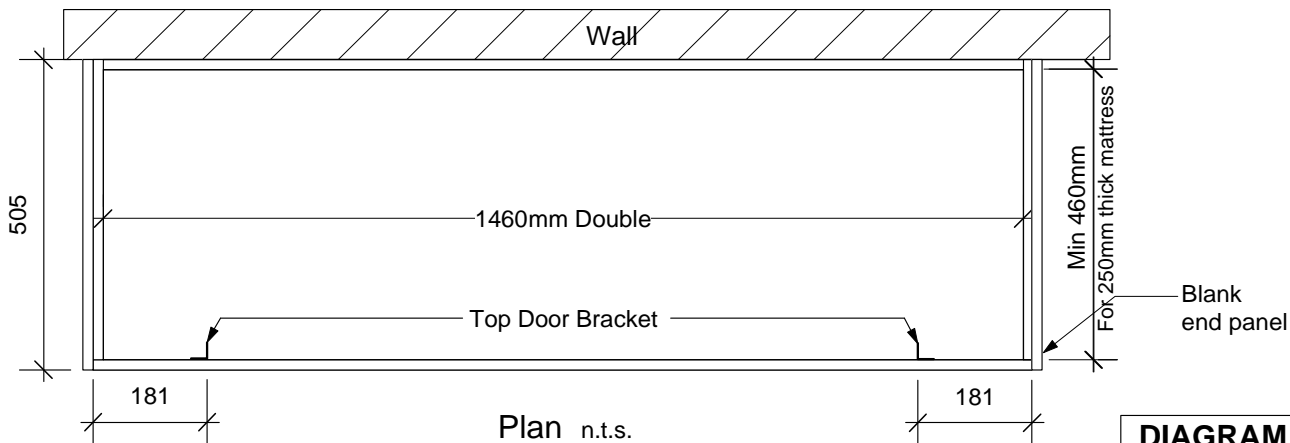 Wall
505
1460mm Double
Min 460mm
For 250mm thick mattress
Top Door Bracket
Blank
end panel
181
181
Plan n.t.s.
DIAGRAM